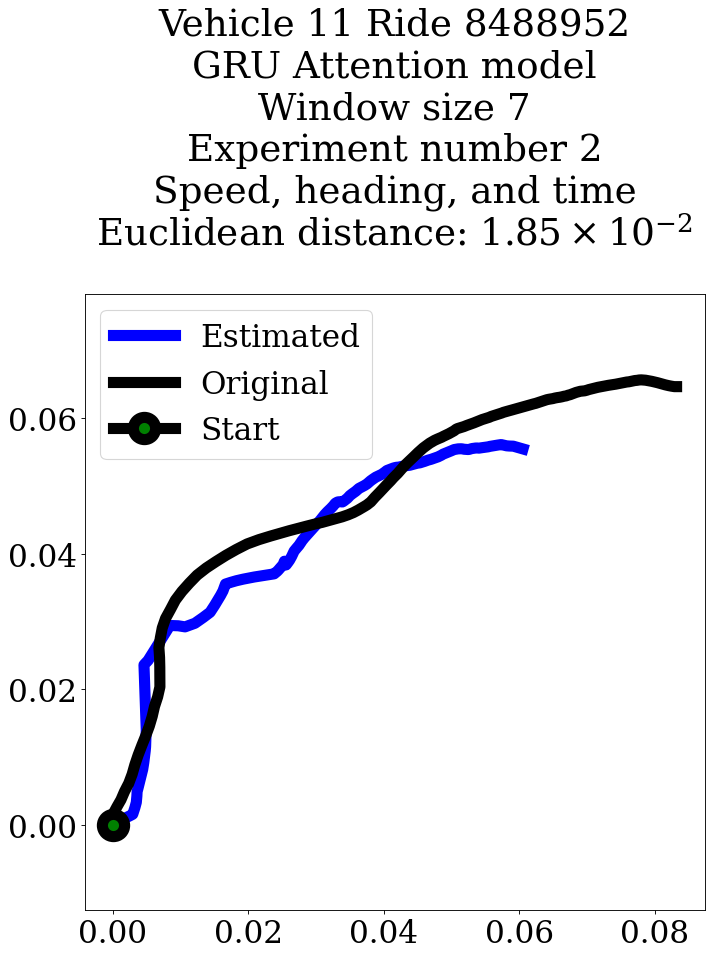 Vehicle 11 Ride 8488952
GRU Attention model
Window size 7
Experiment number 2
Speed, heading, and time
Euclidean distance: 1.85 × 10⁻²
Estimated
Original
Start
0.06
0.04
0.02
0.00
0.00 0.02 0.04 0.06 0.08